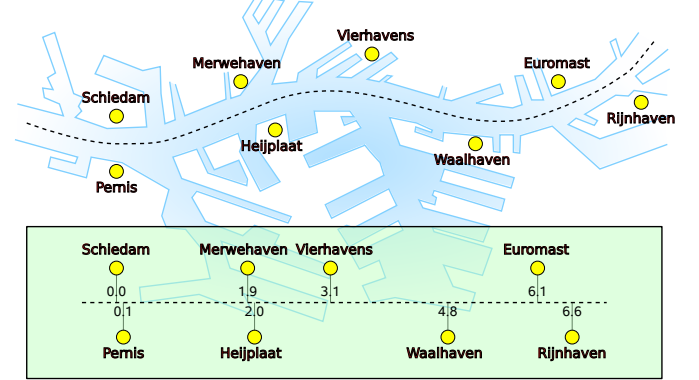 Vierhavens
Merwehaven
Euromast
Schiedam
Rijnhaven
Heijplaat
Waalhaven
Pernis
Schiedam Merwehaven Vierhavens Euromast
0.0 1.9 3.1 6.1
0.1 2.0 4.8 6.6
Pernis Heijplaat Waalhaven Rijnhaven